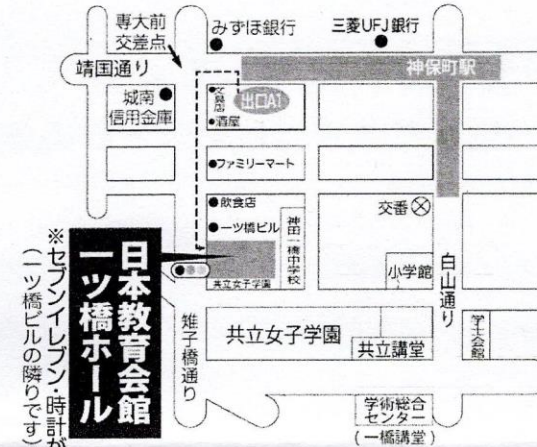 専大前
交差点
みずほ銀行
三菱UFJ銀行
靖国通り
神保町駅
城南
信用金庫
文具店
出口A1
酒屋
ファミリーマート
飲食店
一ツ橋ビル
神田一橋中学校
交番
白山通り
小学館
共立女子学園
日本教育会館
一ツ橋ホール
※セブンイレブン・時計が
(一ツ橋ビルの隣りです)
雉子橋通り
共立女子学園
共立講堂
学士会館
学術総合
センター
(一橋講堂)